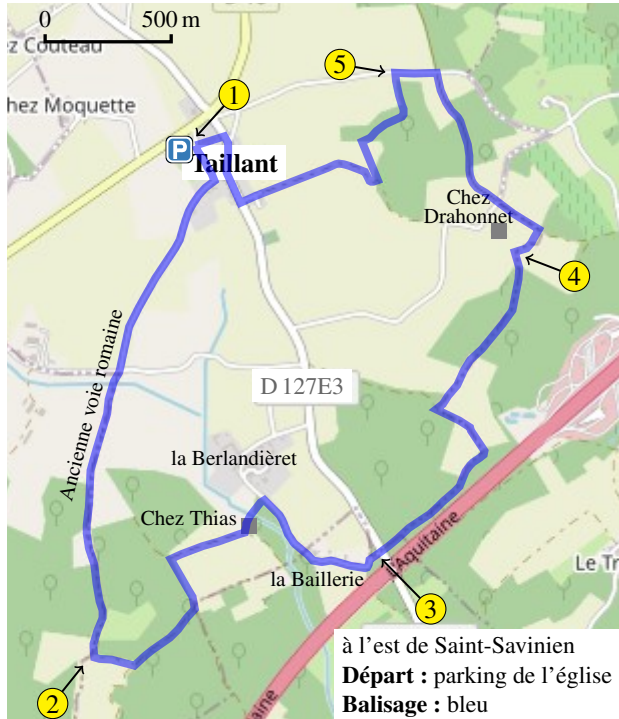 0 500 m
ez Couteau
hez Moquette
5
1
P
Taillant
Chez
Drahonnet
4
Ancienne voie romaine
D 127E3
la Berlandièret
Chez Thias
l'Aquitaine
la Baillerie
Le Tr
3
2
aine
à l'est de Saint-Savinien
Départ : parking de l'église
Balisage : bleu